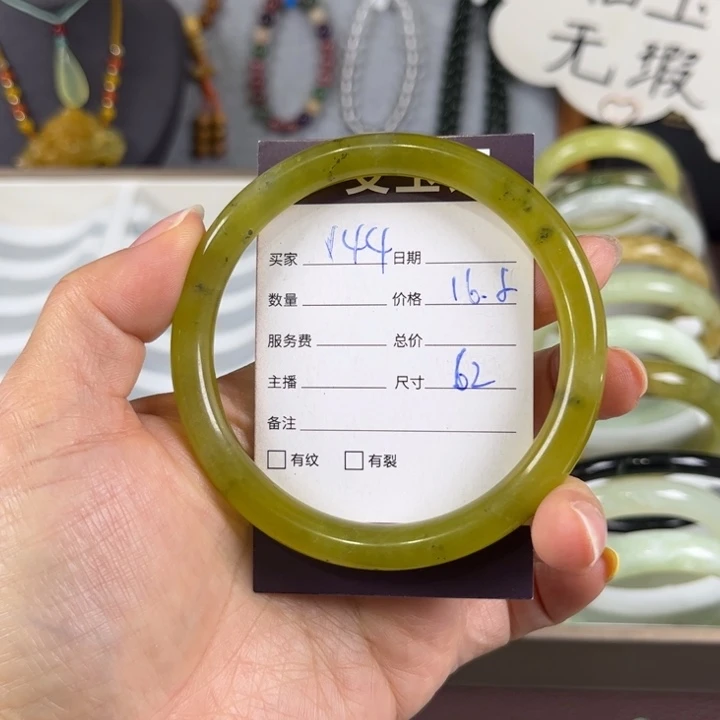 玉
无瑕
买家 144 日期
数量 价格 16.8
服务费 总价
主播 尺寸 62
备注
有纹 有裂